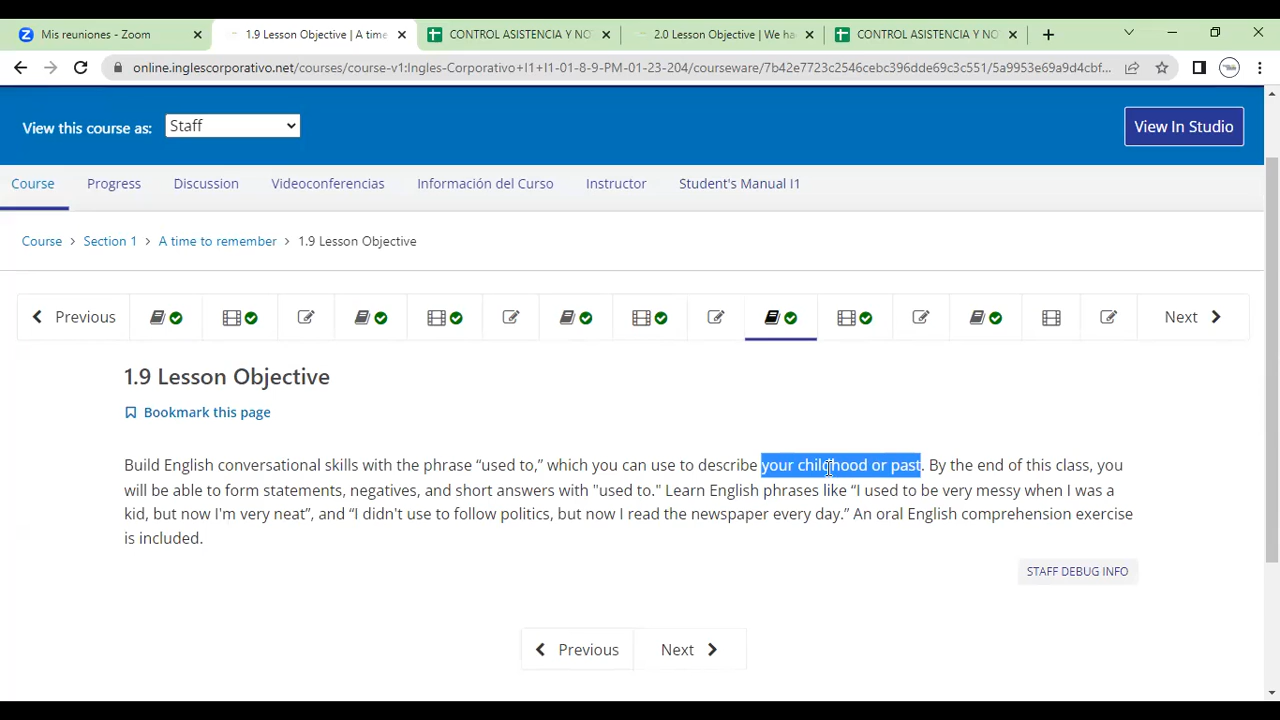 Mis reuniones - Zoom
1.9 Lesson Objective | A time
CONTROL ASISTENCIA Y NO
2.0 Lesson Objective | We ha
CONTROL ASISTENCIA Y NO
online.inglescorporativo.net/courses/course-v1:Ingles-Corporativo+I1+I1-01-8-9-PM-01-23-204/courseware/7b42e7723c2546cebc396dde69c3c551/5a9953e69a9d4cbf...
View this course as:
Staff
View In Studio
Course
Progress
Discussion
Videoconferencias
Información del Curso
Instructor
Student's Manual I1
Course > Section 1 > A time to remember > 1.9 Lesson Objective
Previous
Next
1.9 Lesson Objective
Bookmark this page
Build English conversational skills with the phrase “used to,” which you can use to describe your childhood or past. By the end of this class, you
will be able to form statements, negatives, and short answers with "used to." Learn English phrases like “I used to be very messy when I was a
kid, but now I'm very neat”, and “I didn't use to follow politics, but now I read the newspaper every day.” An oral English comprehension exercise
is included.
STAFF DEBUG INFO
Previous
Next